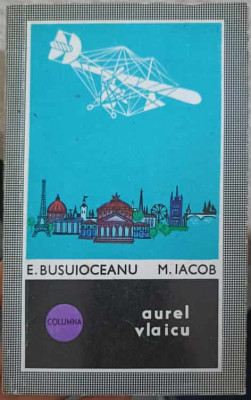 E. BUSUIOCEANU M. IACOB
COLUMNA
aurel
vlaicu